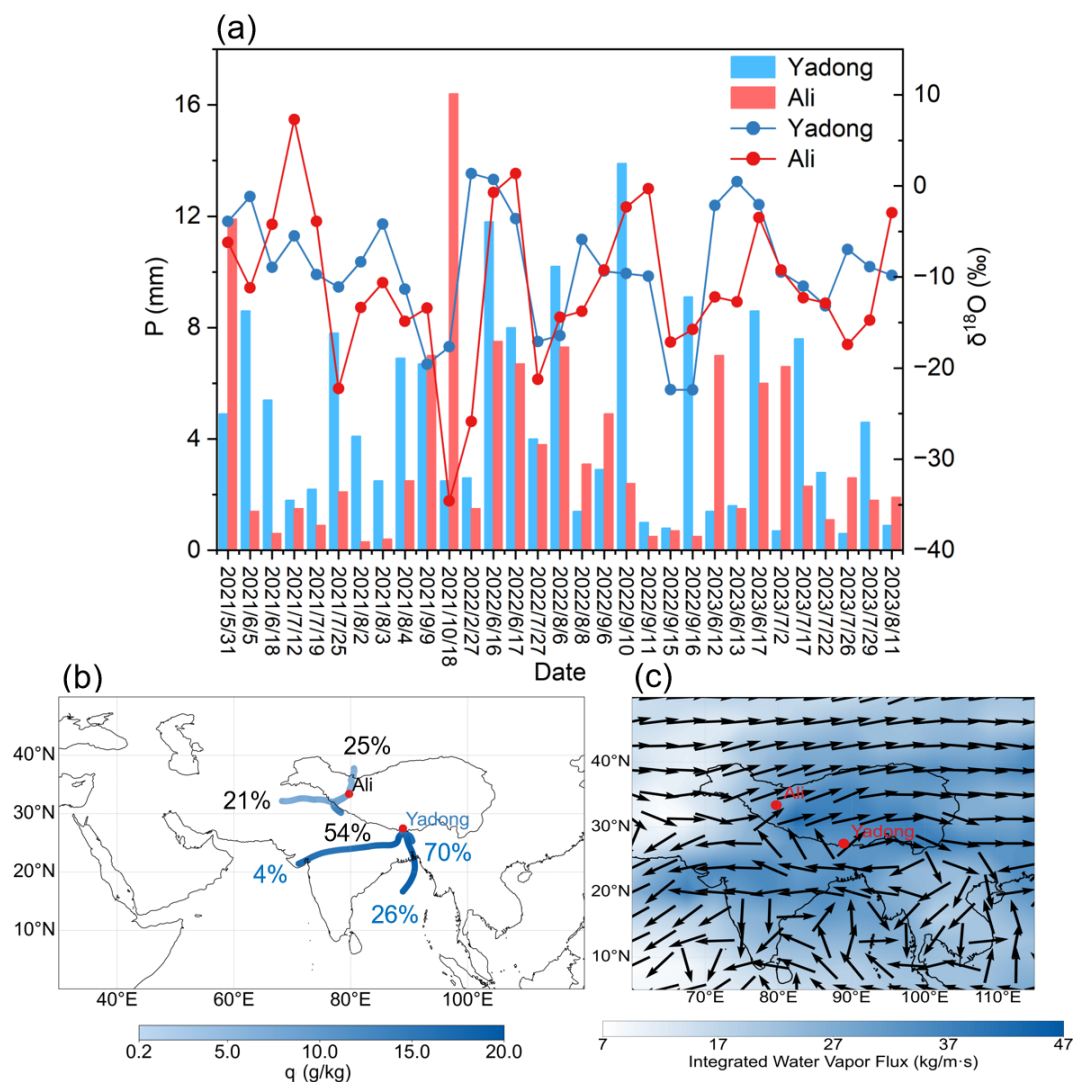 (a)
Yadong
Ali
Yadong
Ali
16
12
8
4
0
P (mm)
10
0
−10
−20
−30
−40
δ¹⁸O (‰)
2021/5/31
2021/6/5
2021/6/18
2021/7/12
2021/7/19
2021/7/25
2021/8/2
2021/8/3
2021/8/4
2021/9/9
2021/10/18
2022/2/27
2022/6/16
2022/6/17
2022/7/27
2022/8/6
2022/8/8
2022/9/6
2022/9/10
2022/9/11
2022/9/15
2022/9/16
2023/6/12
2023/6/13
2023/6/17
2023/7/2
2023/7/17
2023/7/22
2023/7/26
2023/7/29
2023/8/11
Date
(b)
40°N
30°N
20°N
10°N
25%
Ali
21%
54%
Yadong
70%
4%
26%
40°E
60°E
80°E
100°E
0.2
5.0
10.0
15.0
20.0
q (g/kg)
(c)
40°N
30°N
20°N
10°N
Ali
Yadong
70°E
80°E
90°E
100°E
110°E
7
17
27
37
47
Integrated Water Vapor Flux (kg/m·s)